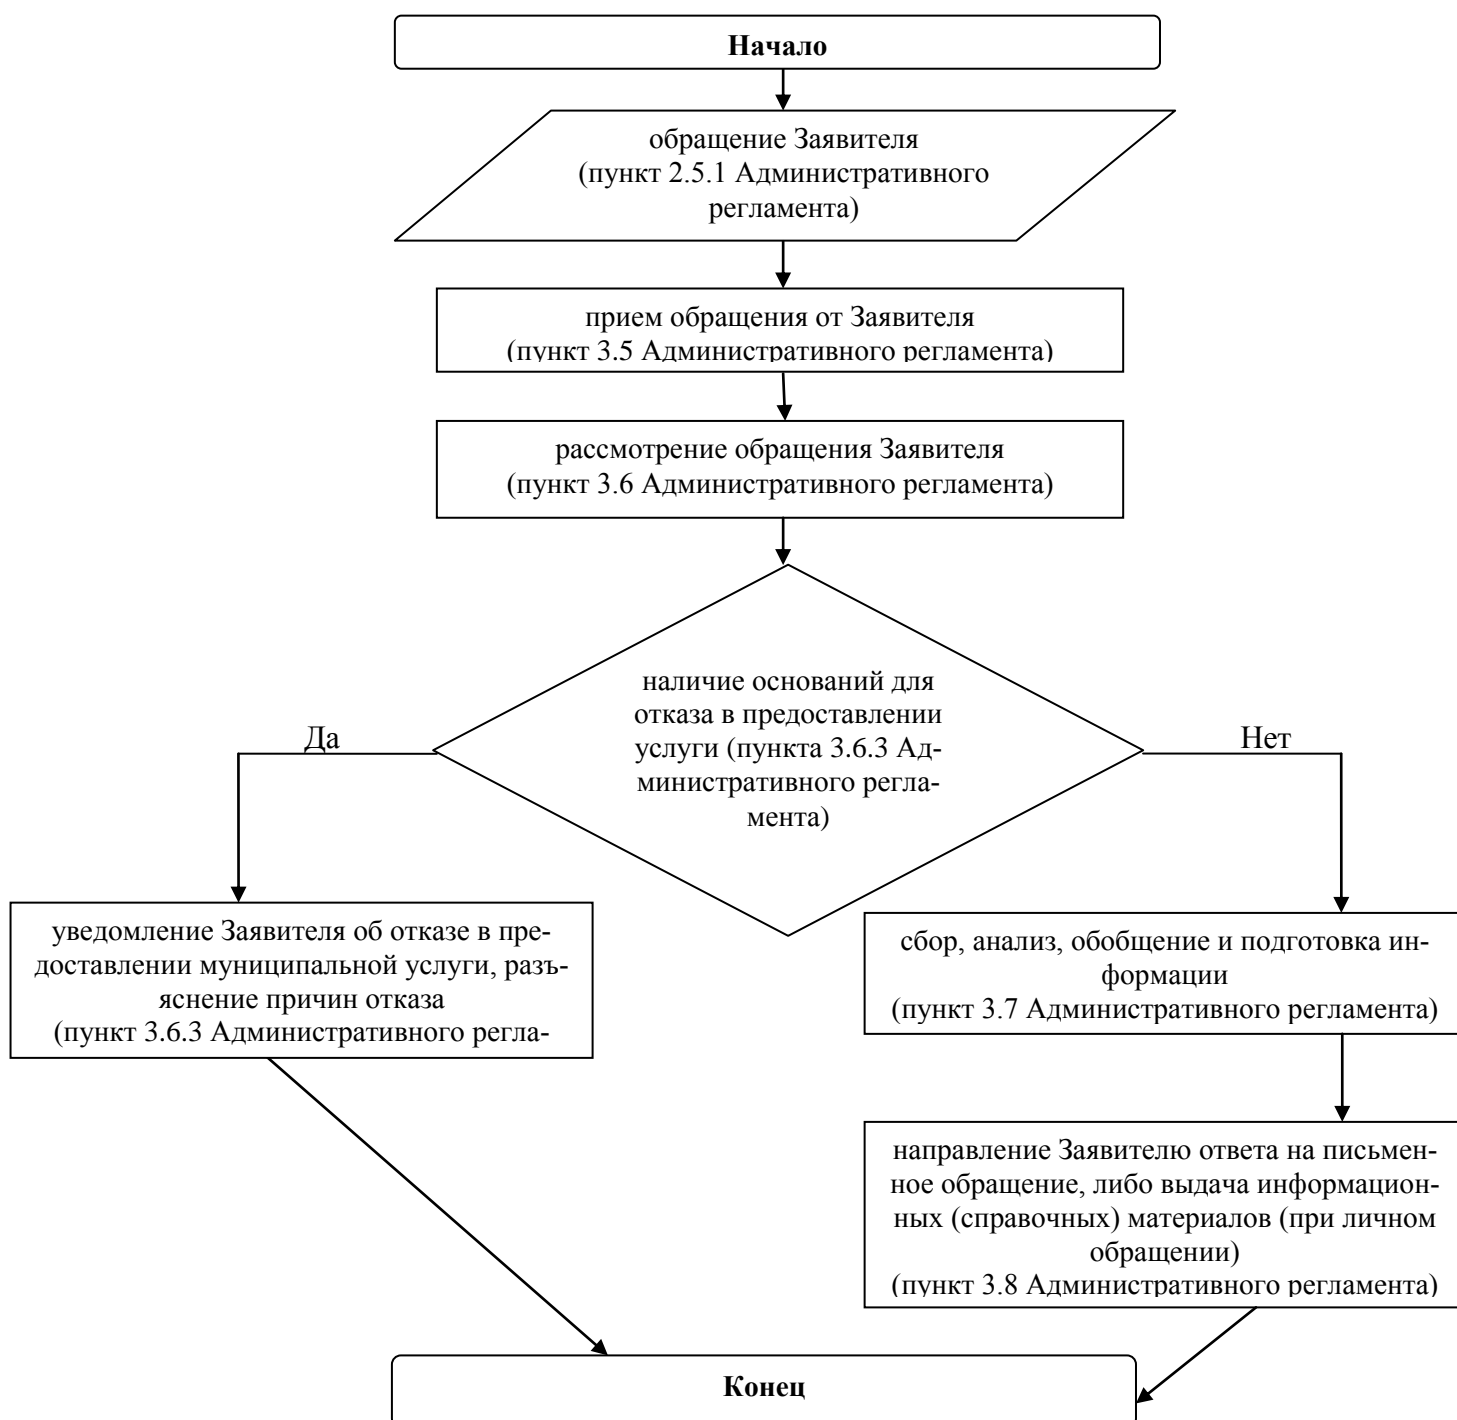 Начало
обращение Заявителя
(пункт 2.5.1 Административного
регламента)
прием обращения от Заявителя
(пункт 3.5 Административного регламента)
рассмотрение обращения Заявителя
(пункт 3.6 Административного регламента)
наличие оснований для
отказа в предоставлении
услуги (пункта 3.6.3 Ад-
министративного регла-
мента)
Да
Нет
уведомление Заявителя об отказе в пре-
доставлении муниципальной услуги, разъ-
яснение причин отказа
(пункт 3.6.3 Административного регла-
сбор, анализ, обобщение и подготовка ин-
формации
(пункт 3.7 Административного регламента)
направление Заявителю ответа на письмен-
ное обращение, либо выдача информацион-
ных (справочных) материалов (при личном
обращении)
(пункт 3.8 Административного регламента)
Конец